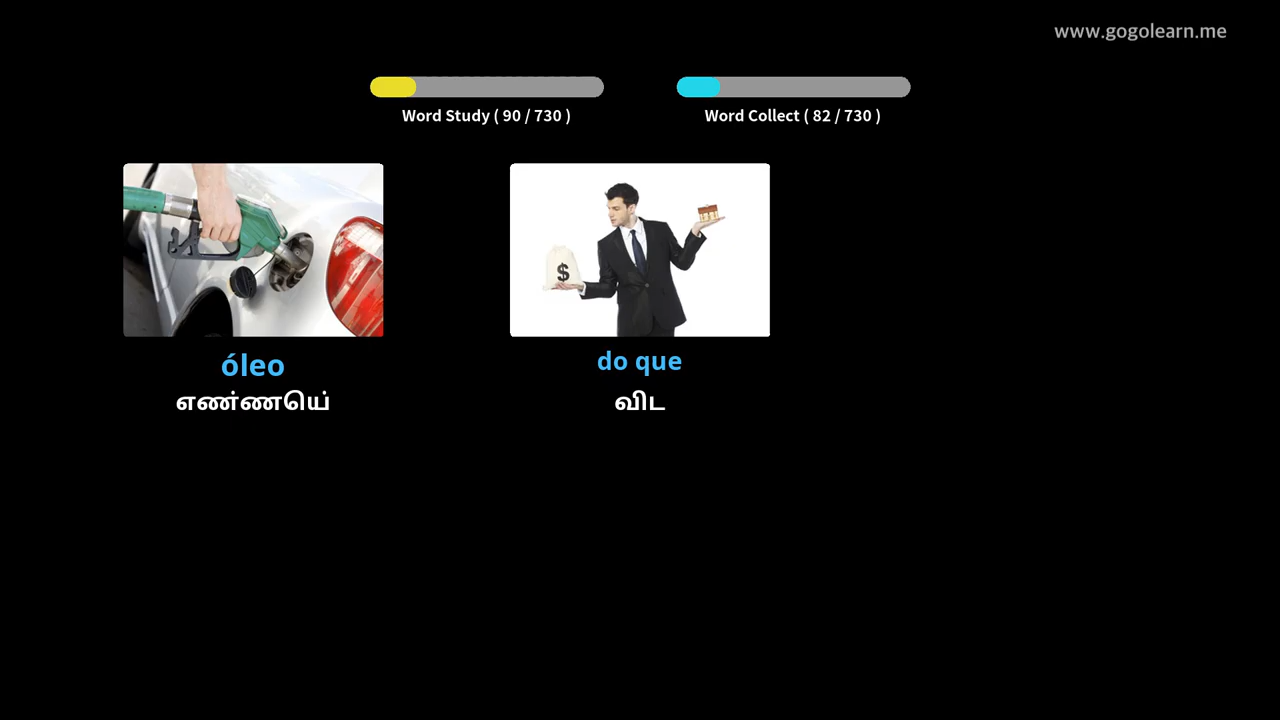 www.gogolearn.me
Word Study ( 90 / 730 )
Word Collect ( 82 / 730 )
$
óleo
do que
எண்ணெய்
விட